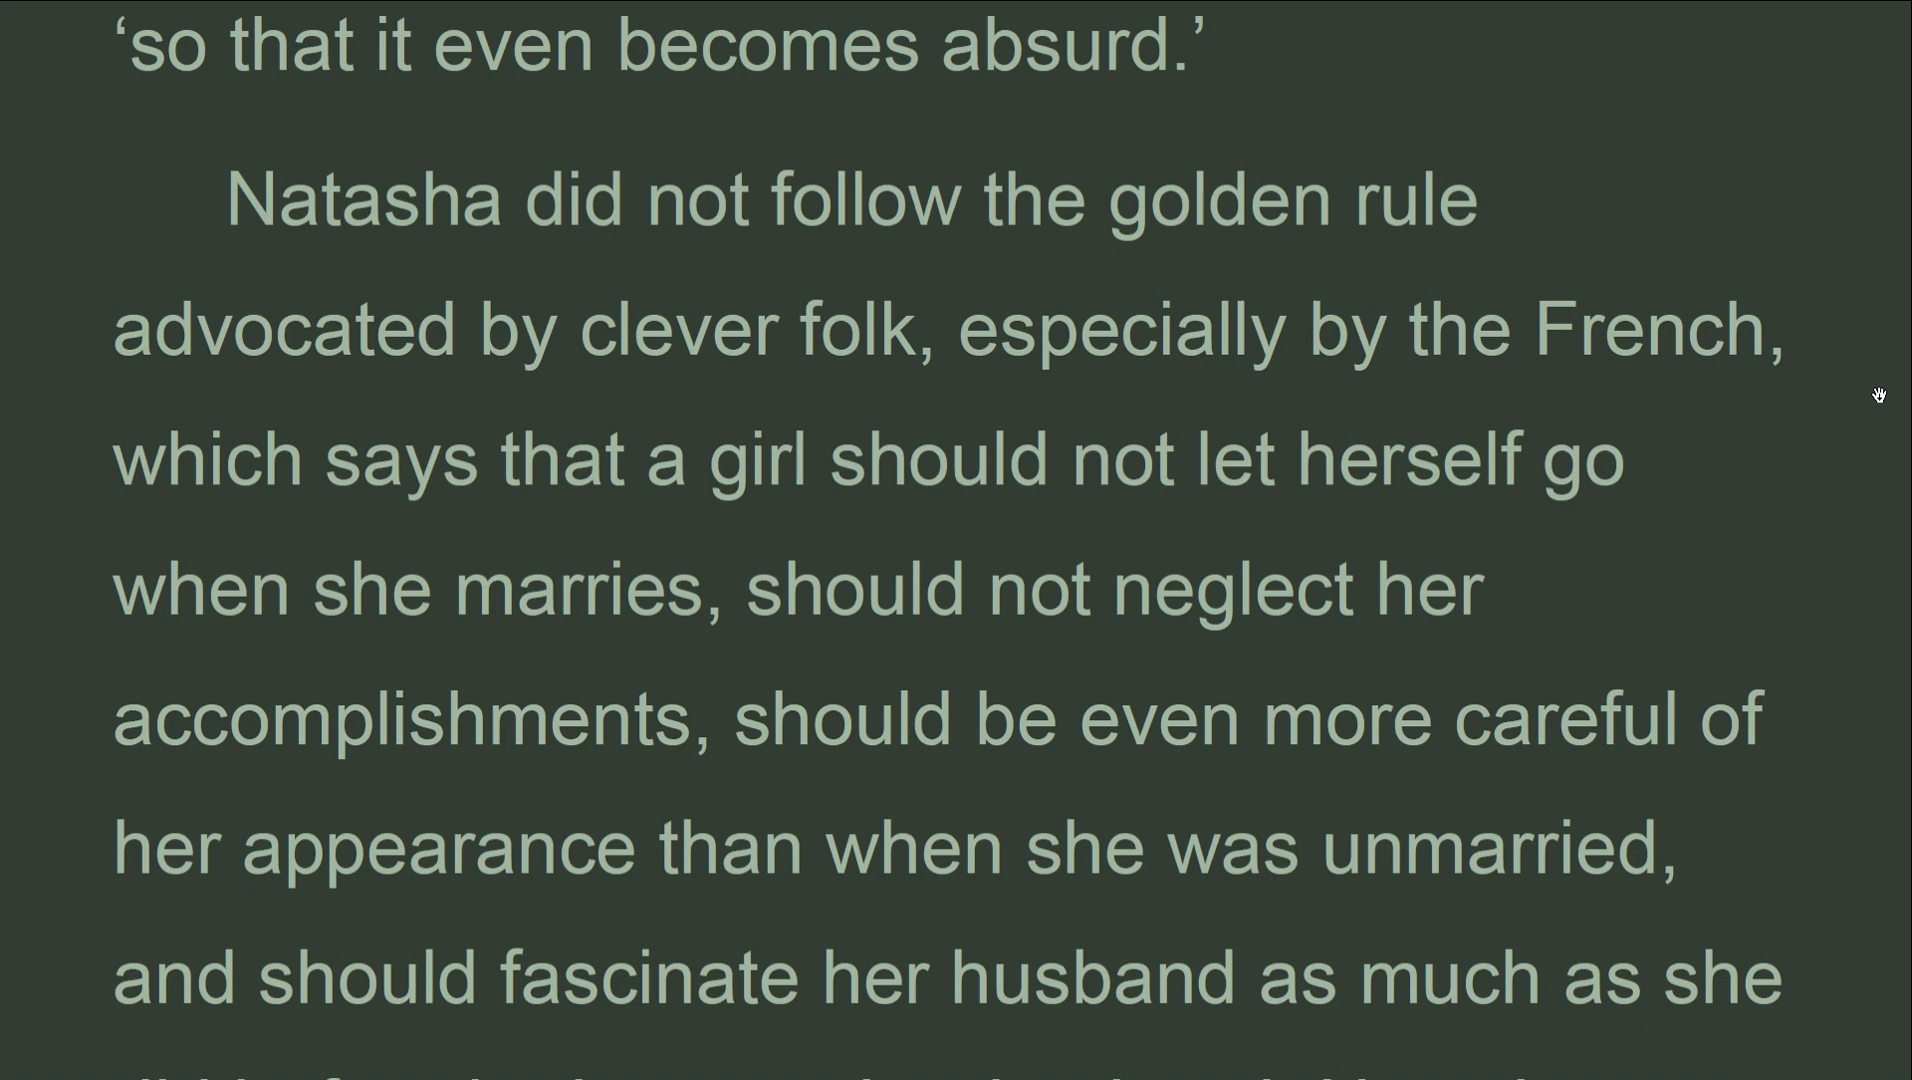 ‘so that it even becomes absurd.’
Natasha did not follow the golden rule
advocated by clever folk, especially by the French,
which says that a girl should not let herself go
when she marries, should not neglect her
accomplishments, should be even more careful of
her appearance than when she was unmarried,
and should fascinate her husband as much as she